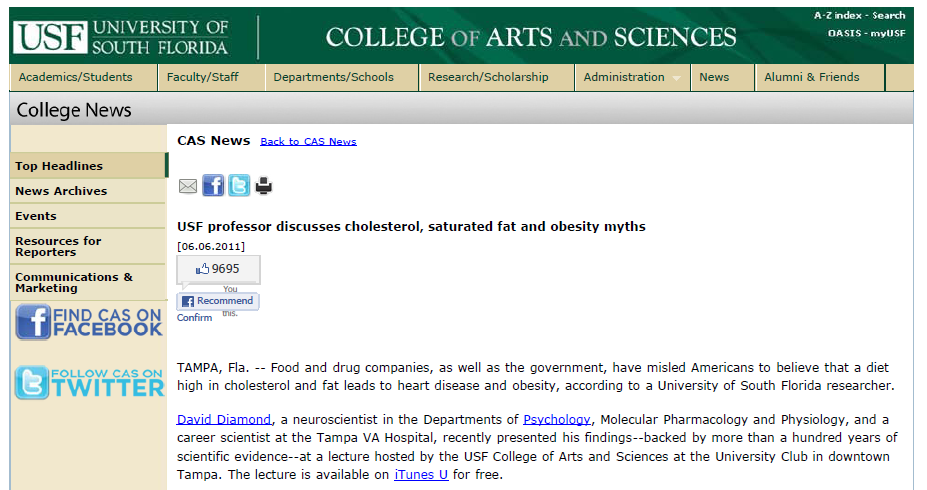 USF UNIVERSITY OF
SOUTH FLORIDA
COLLEGE OF ARTS AND SCIENCES
A-Z index - Search
OASIS - myUSF
Academics/Students
Faculty/Staff
Departments/Schools
Research/Scholarship
Administration
News
Alumni & Friends
College News
Top Headlines
News Archives
Events
Resources for
Reporters
Communications &
Marketing
FIND CAS ON
FACEBOOK
FOLLOW CAS ON
TWITTER
CAS News Back to CAS News
USF professor discusses cholesterol, saturated fat and obesity myths
[06.06.2011]
9695
You
Recommend
Confirm this.
TAMPA, Fla. -- Food and drug companies, as well as the government, have misled Americans to believe that a diet
high in cholesterol and fat leads to heart disease and obesity, according to a University of South Florida researcher.
David Diamond, a neuroscientist in the Departments of Psychology, Molecular Pharmacology and Physiology, and a
career scientist at the Tampa VA Hospital, recently presented his findings--backed by more than a hundred years of
scientific evidence--at a lecture hosted by the USF College of Arts and Sciences at the University Club in downtown
Tampa. The lecture is available on iTunes U for free.